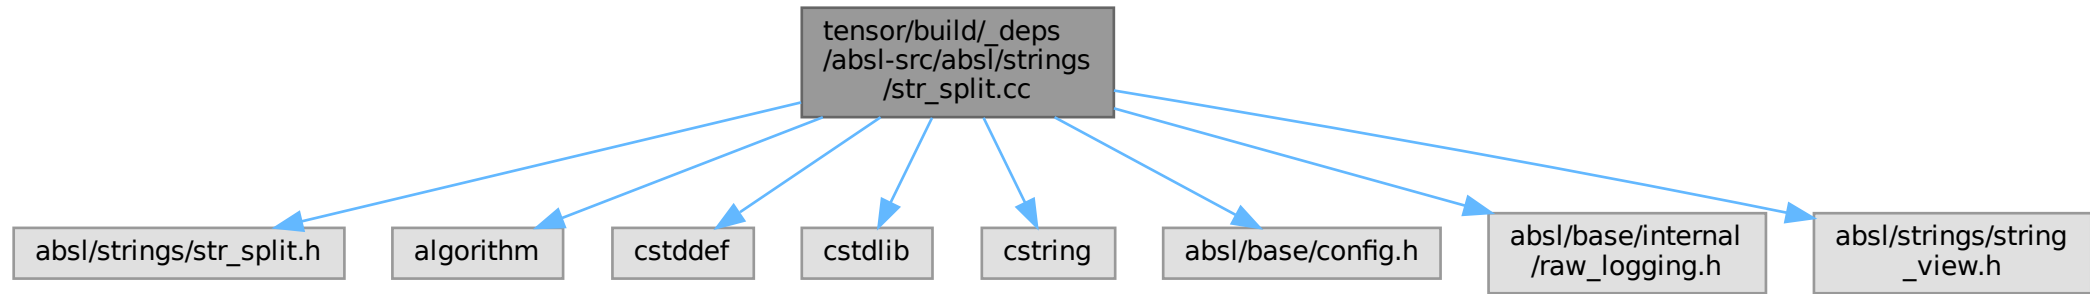 tensor/build/_deps
/absl-src/absl/strings
/str_split.cc
absl/strings/str_split.h
algorithm
cstddef
cstdlib
cstring
absl/base/config.h
absl/base/internal
/raw_logging.h
absl/strings/string
_view.h